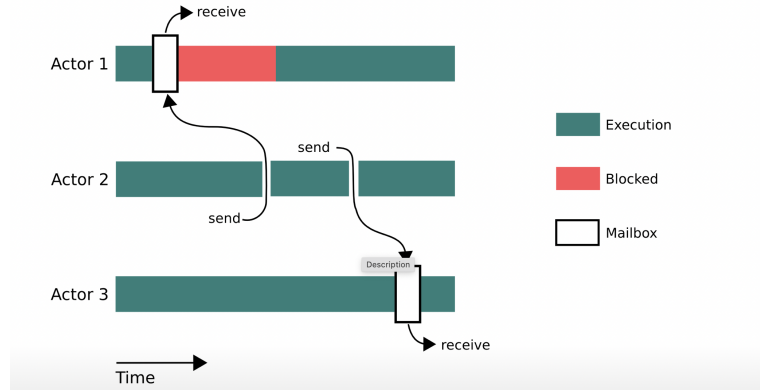 receive
Actor 1
send
Actor 2
send
Description
Actor 3
receive
Time
Execution
Blocked
Mailbox